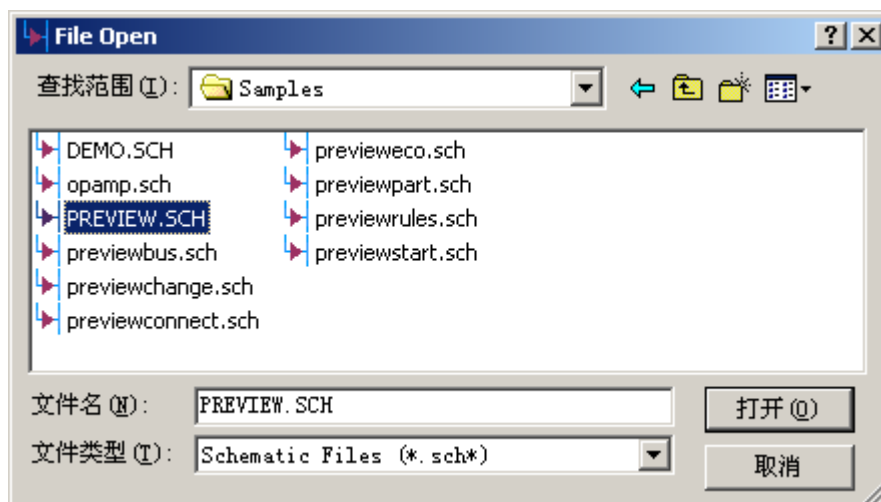 File Open
查找范围(I): Samples
DEMO.SCH previeweco.sch
opamp.sch previewpart.sch
PREVIEW.SCH previewrules.sch
previewbus.sch previewstart.sch
previewchange.sch
previewconnect.sch
文件名(N): PREVIEW.SCH 打开(O)
文件类型(T): Schematic Files (*.sch*)
取消